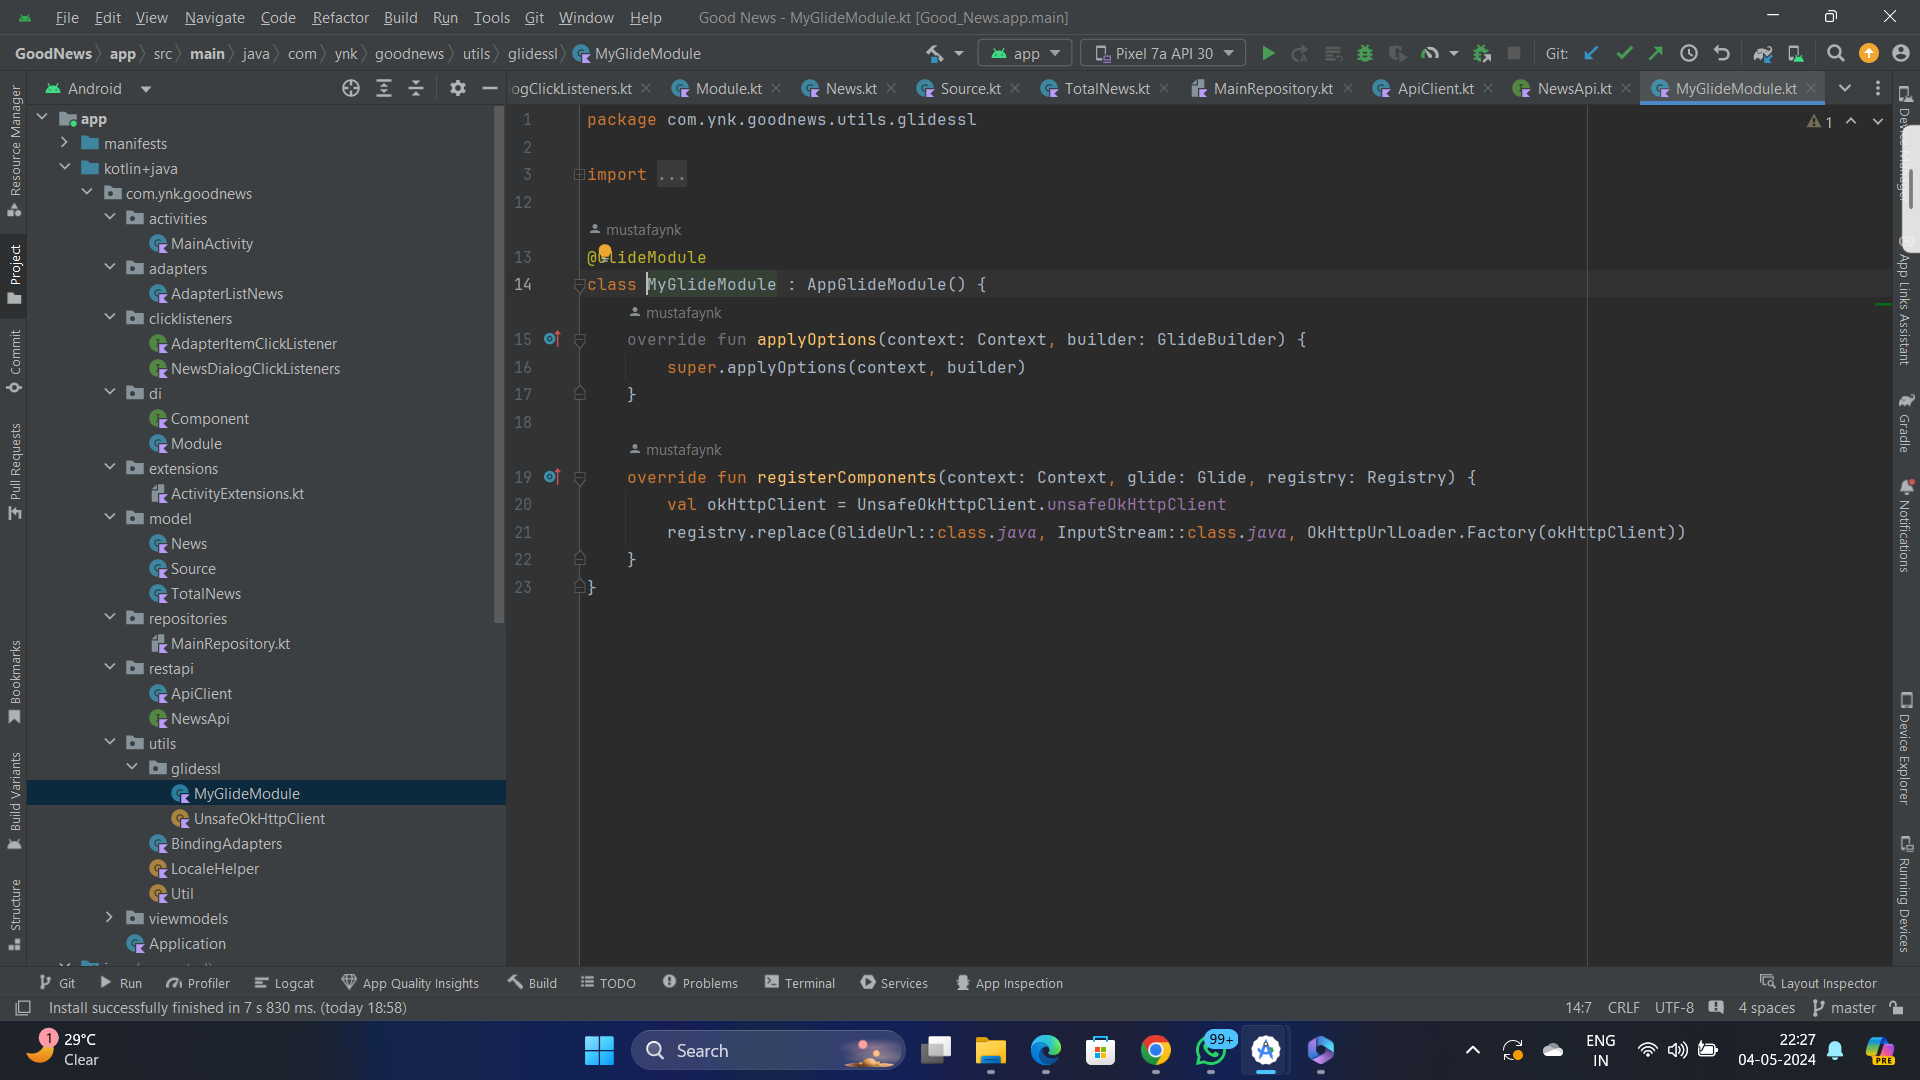 File Edit View Navigate Code Refactor Build Run Tools Git Window Help Good News - MyGlideModule.kt [Good_News.app.main]
GoodNews app src main java com ynk goodnews utils glidessl MyGlideModule app Pixel 7a API 30 Git:
Android
ogClickListeners.kt Module.kt News.kt Source.kt TotalNews.kt MainRepository.kt ApiClient.kt NewsApi.kt MyGlideModule.kt
Resource Manager
Project
Commit
Pull Requests
Bookmarks
Build Variants
Structure
app
manifests
kotlin+java
com.ynk.goodnews
activities
MainActivity
adapters
AdapterListNews
clicklisteners
AdapterItemClickListener
NewsDialogClickListeners
di
Component
Module
extensions
ActivityExtensions.kt
model
News
Source
TotalNews
repositories
MainRepository.kt
restapi
ApiClient
NewsApi
utils
glidessl
MyGlideModule
UnsafeOkHttpClient
BindingAdapters
LocaleHelper
Util
viewmodels
Application
1 package com.ynk.goodnews.utils.glidessl
2
3 import ...
12
mustafaynk
13 @GlideModule
14 class MyGlideModule : AppGlideModule() {
mustafaynk
15 override fun applyOptions(context: Context, builder: GlideBuilder) {
16 super.applyOptions(context, builder)
17 }
18
mustafaynk
19 override fun registerComponents(context: Context, glide: Glide, registry: Registry) {
20 val okHttpClient = UnsafeOkHttpClient.unsafeOkHttpClient
21 registry.replace(GlideUrl::class.java, InputStream::class.java, OkHttpUrlLoader.Factory(okHttpClient))
22 }
23 }
1
Device Manager
App Links Assistant
Gradle
Notifications
Device Explorer
Running Devices
Git Run Profiler Logcat App Quality Insights Build TODO Problems Terminal Services App Inspection Layout Inspector
Install successfully finished in 7 s 830 ms. (today 18:58) 14:7 CRLF UTF-8 4 spaces master
1
29°C
Clear
Search
99+
ENG
IN
22:27
04-05-2024
PRE